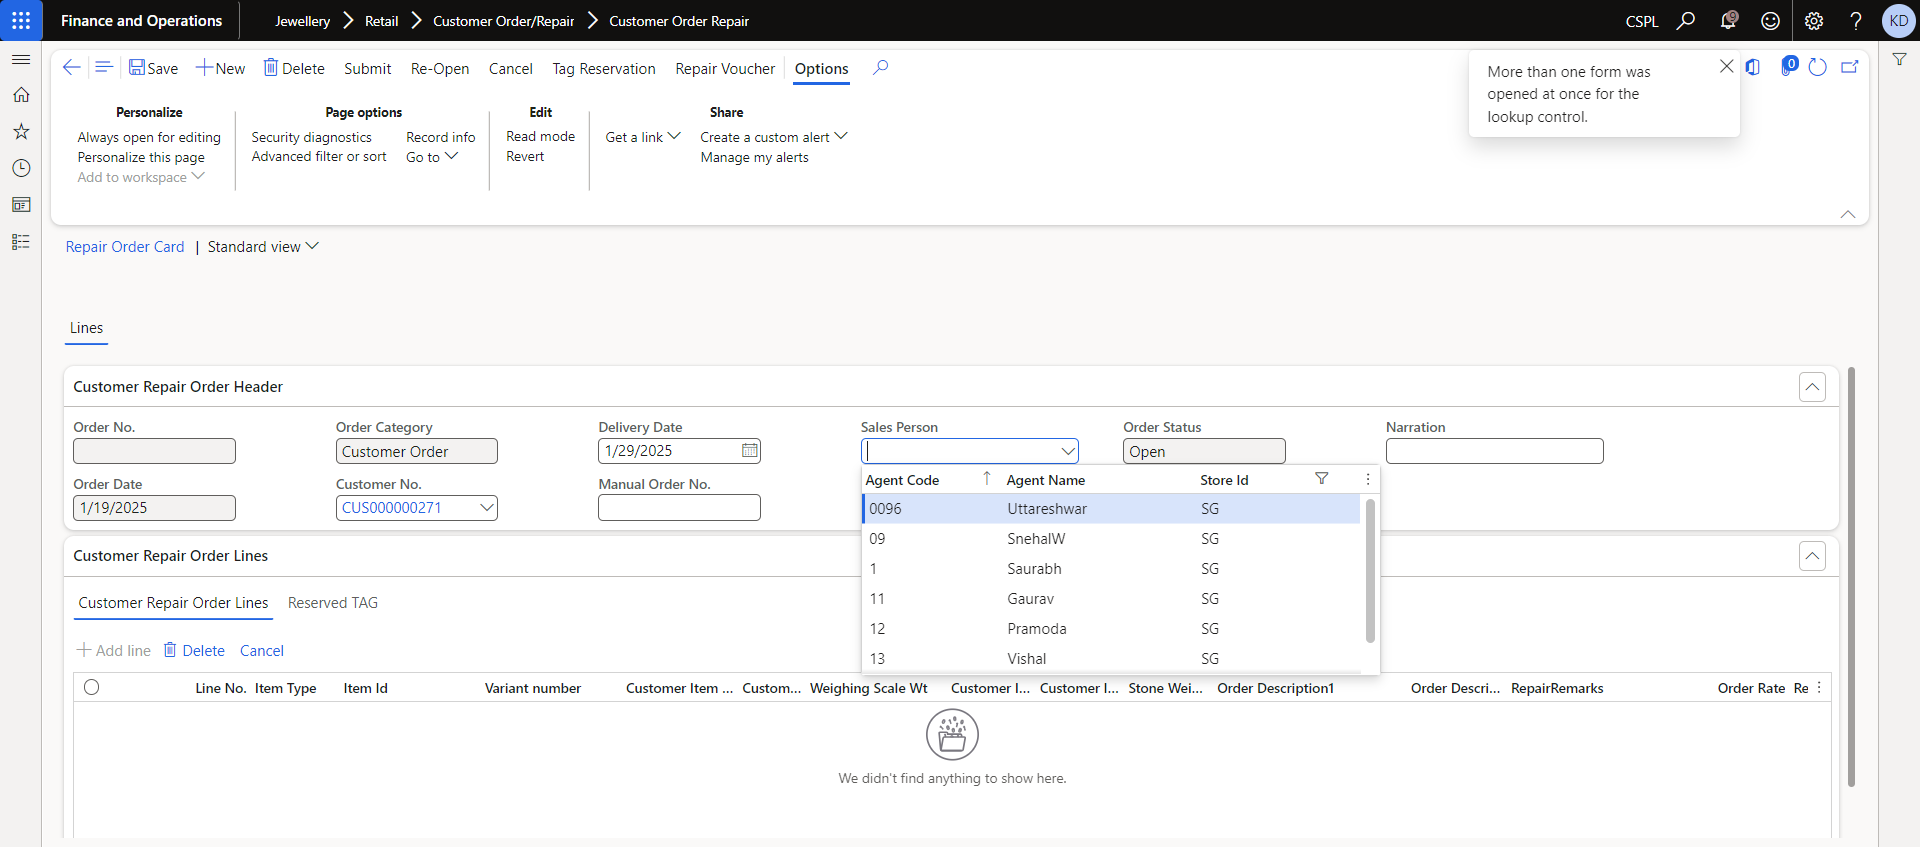 Finance and Operations
Jewellery
Retail
Customer Order/Repair
Customer Order Repair
CSPL
9
KD
Save
New
Delete
Submit
Re-Open
Cancel
Tag Reservation
Repair Voucher
Options
0
More than one form was
opened at once for the
lookup control.
Personalize
Always open for editing
Personalize this page
Add to workspace
Page options
Security diagnostics
Advanced filter or sort
Record info
Go to
Edit
Read mode
Revert
Get a link
Share
Create a custom alert
Manage my alerts
Repair Order Card | Standard view
Lines
Customer Repair Order Header
Order No.
Order Category
Customer Order
Delivery Date
1/29/2025
Sales Person
Order Status
Open
Narration
Order Date
1/19/2025
Customer No.
CUS000000271
Manual Order No.
Agent Code Agent Name Store Id
0096 Uttareshwar SG
09 SnehalW SG
1 Saurabh SG
11 Gaurav SG
12 Pramoda SG
13 Vishal SG
Customer Repair Order Lines
Customer Repair Order Lines Reserved TAG
Add line Delete Cancel
Line No. Item Type Item Id Variant number Customer Item ... Custom... Weighing Scale Wt Customer I... Customer I... Stone Wei... Order Description1 Order Descri... RepairRemarks Order Rate Re
We didn't find anything to show here.